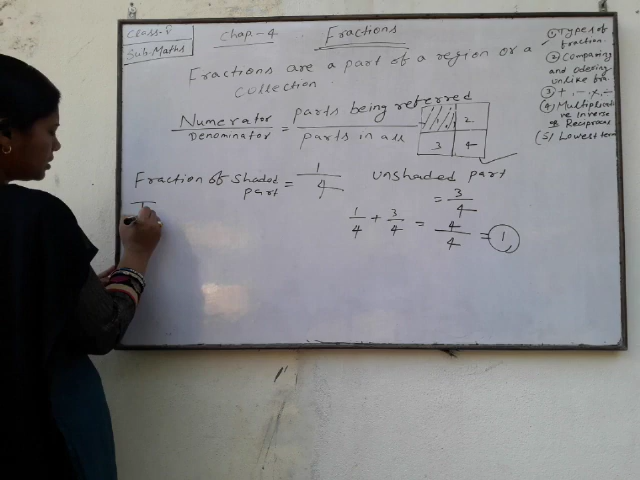 Class-V
Sub-Maths
Chap-4
Fractions
Fractions are a part of a region or a
collection.
Numerator/Denominator = parts being referred/parts in all
2
3 4
Fraction of shaded part = 1/4
unshaded part
= 3/4
1/4 + 3/4 = 4/4 = 1
T
① Types of
fraction
② Comparing
and odering
unlike fra.
③ +, −, ×, ÷
④ Multiplicati
ve Inverse
or Reciprocal
(5) Lowest term